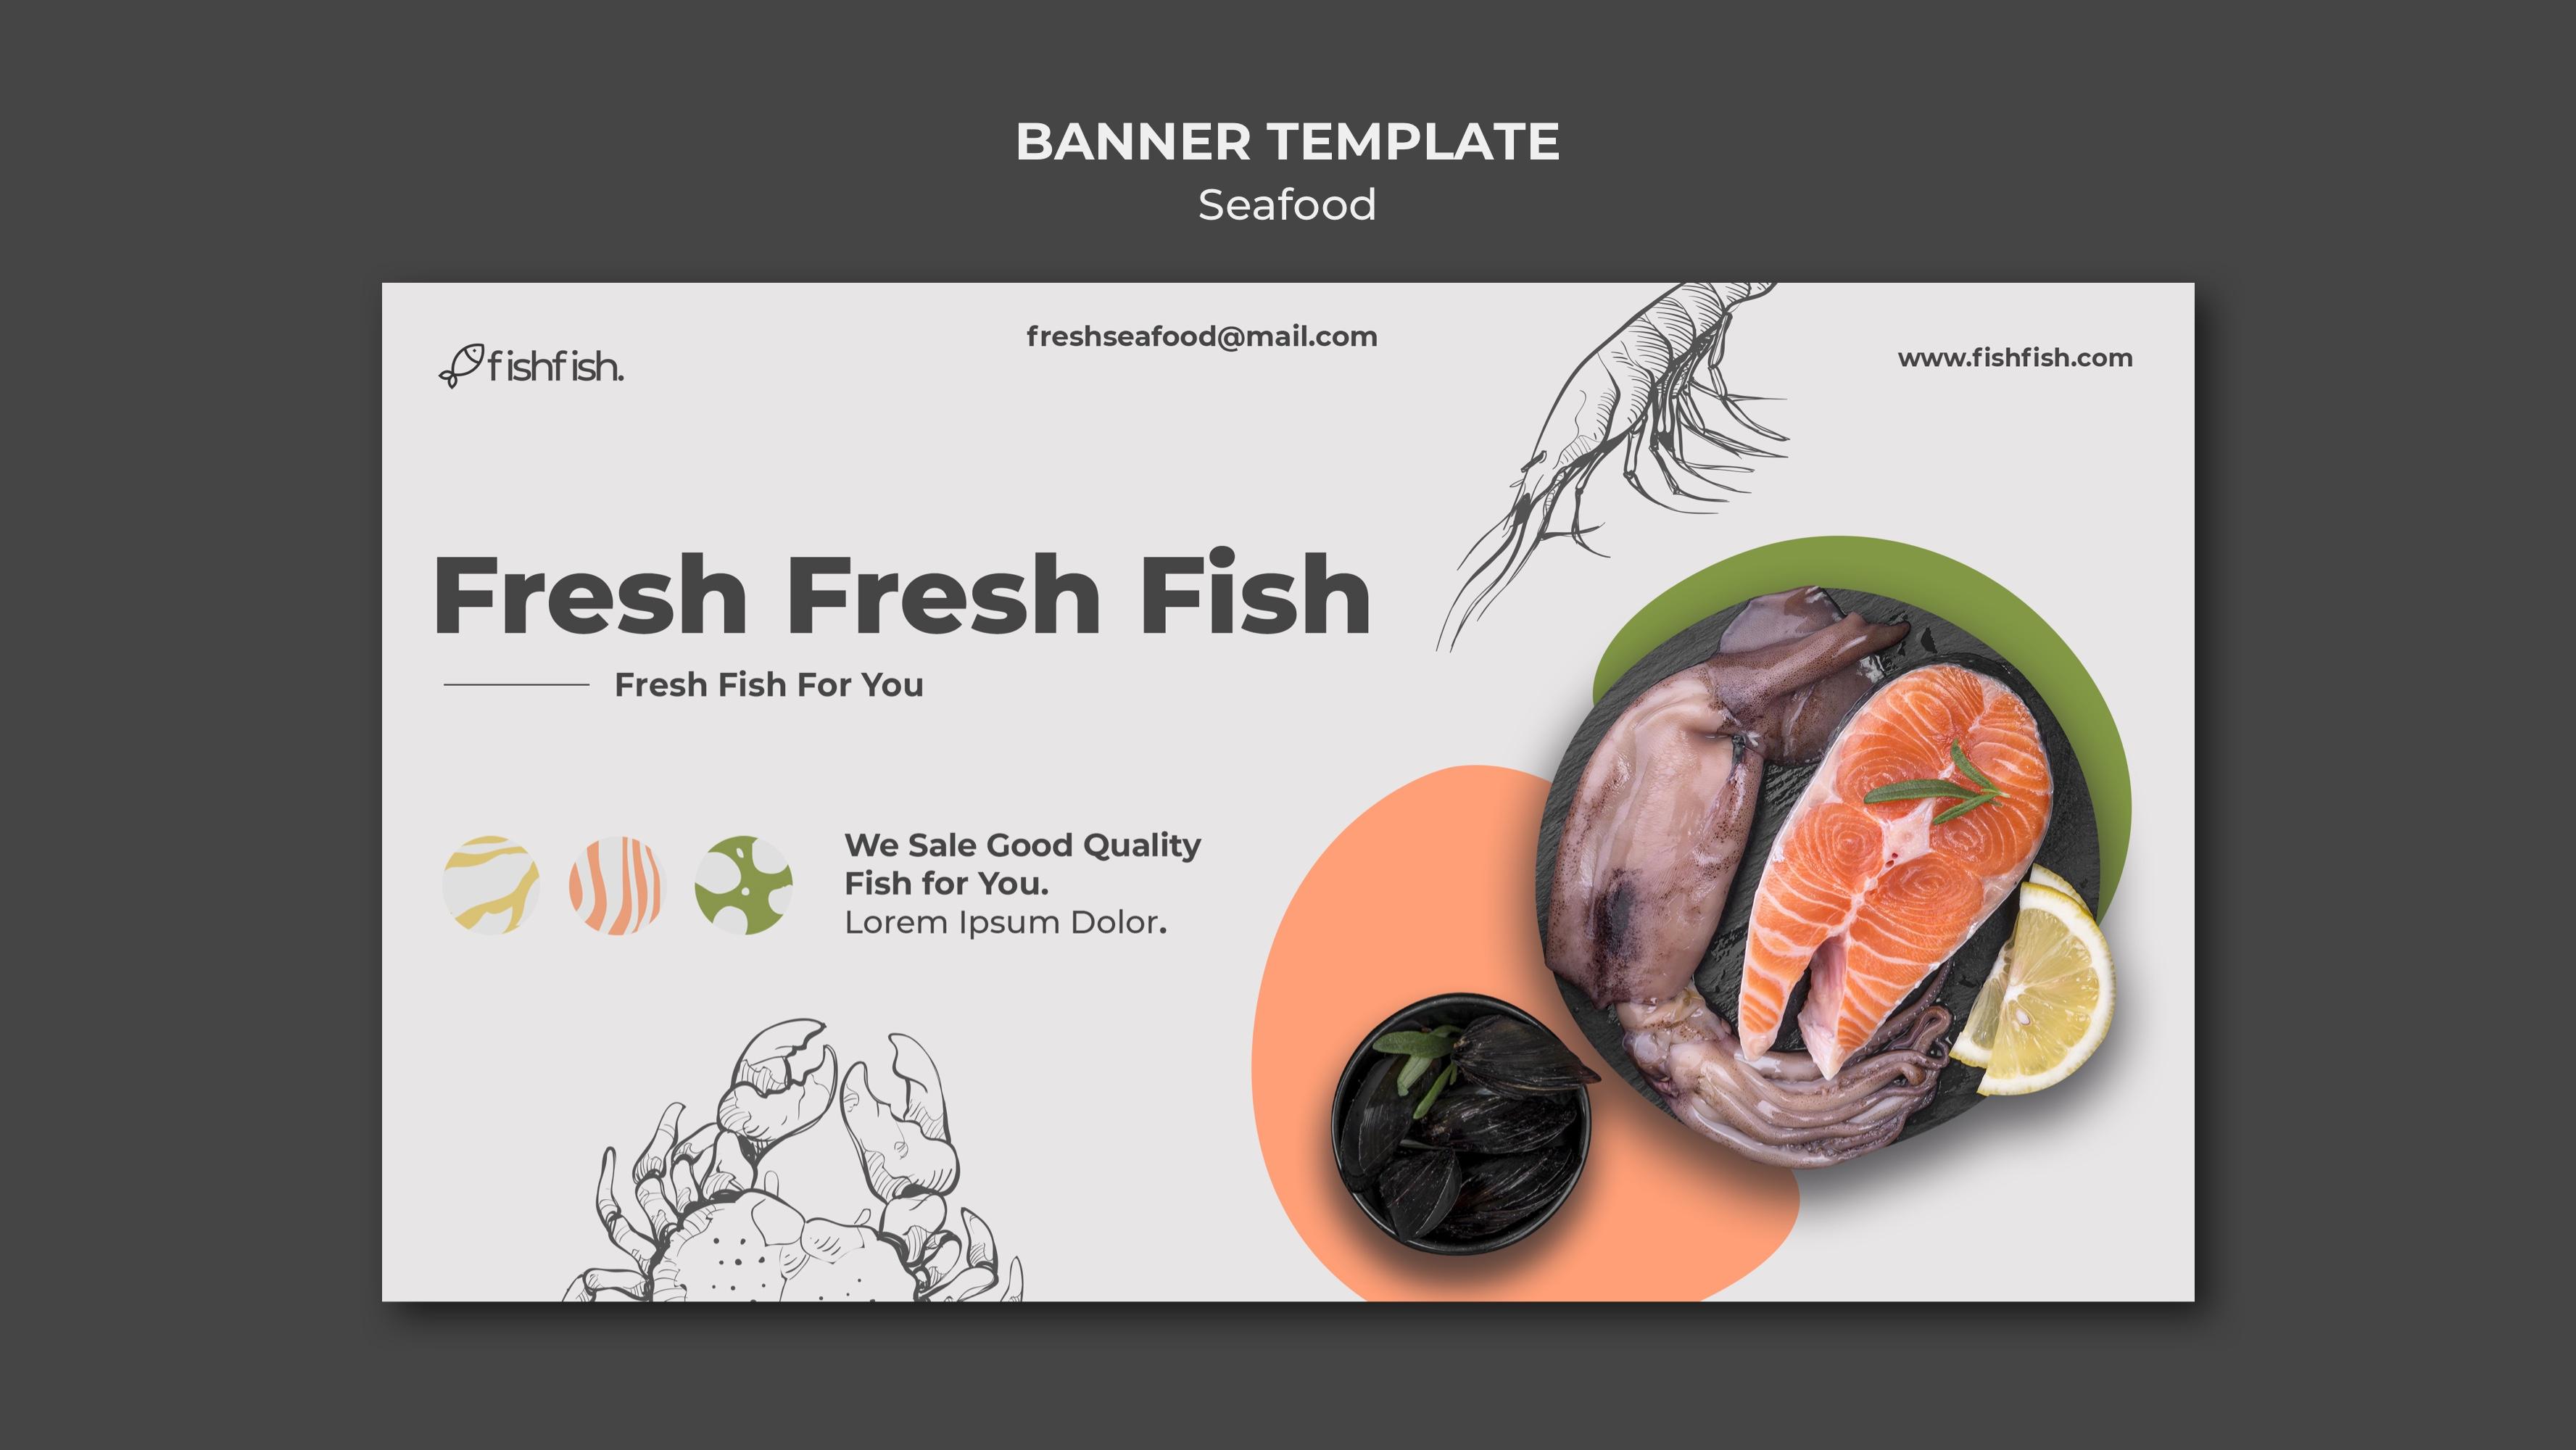 BANNER TEMPLATE
Seafood
fishfish.
freshseafood@mail.com
www.fishfish.com
Fresh Fresh Fish
Fresh Fish For You
We Sale Good Quality
Fish for You.
Lorem Ipsum Dolor.